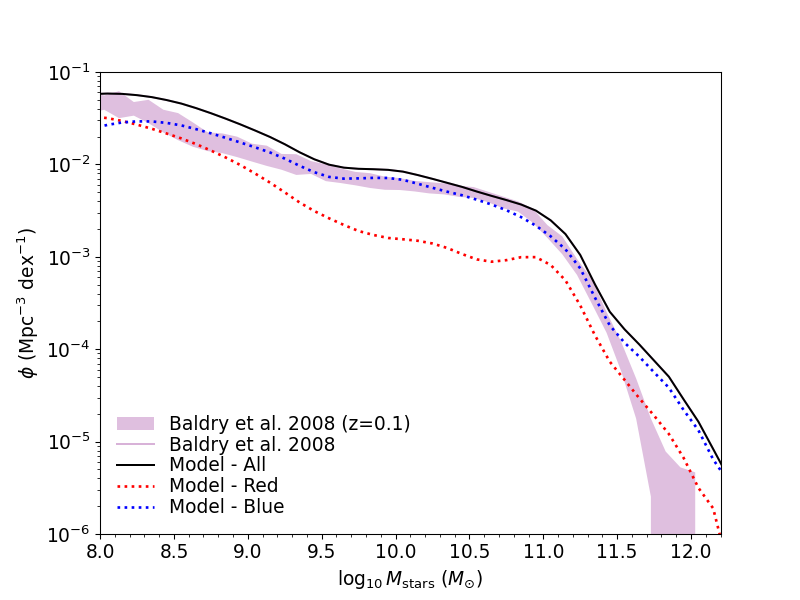 10⁻¹
10⁻²
10⁻³
10⁻⁴
10⁻⁵
10⁻⁶
ϕ (Mpc⁻³ dex⁻¹)
Baldry et al. 2008 (z=0.1)
Baldry et al. 2008
Model - All
Model - Red
Model - Blue
8.0 8.5 9.0 9.5 10.0 10.5 11.0 11.5 12.0
log₁₀ M_stars (M_⊙)